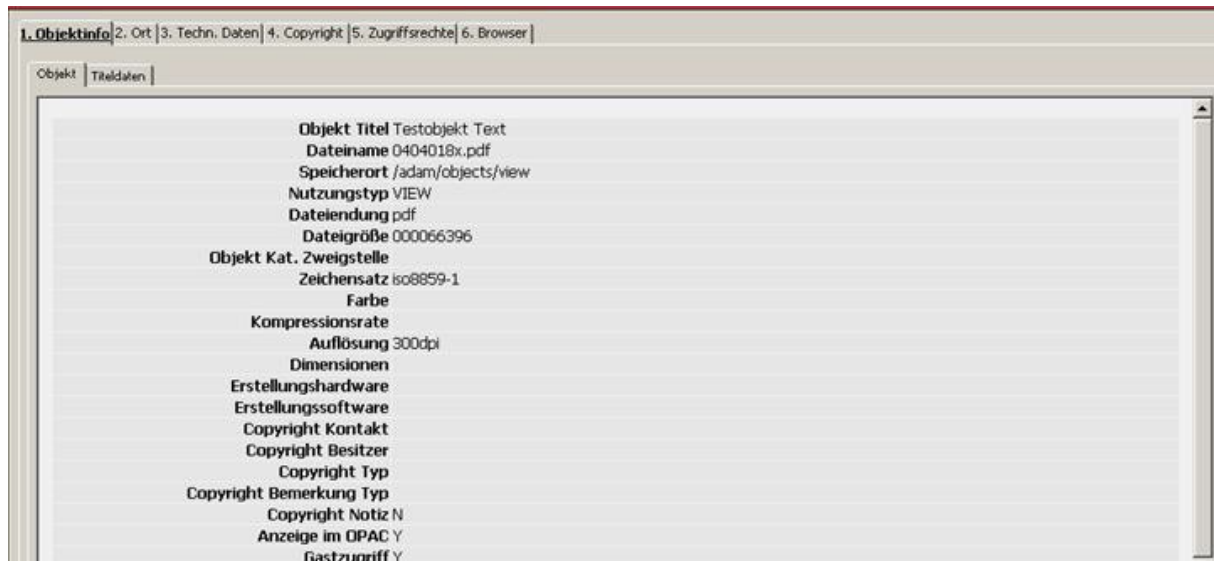 1. Objektinfo 2. Ort 3. Techn. Daten 4. Copyright 5. Zugriffsrechte 6. Browser
Objekt Titeldaten
Objekt Titel Testobjekt Text
Dateiname 0404018x.pdf
Speicherort /adam/objects/view
Nutzungstyp VIEW
Dateiendung pdf
Dateigröße 000066396
Objekt Kat. Zweigstelle
Zeichensatz iso8859-1
Farbe
Kompressionsrate
Auflösung 300dpi
Dimensionen
Erstellungshardware
Erstellungssoftware
Copyright Kontakt
Copyright Besitzer
Copyright Typ
Copyright Bemerkung Typ
Copyright Notiz N
Anzeige im OPAC Y
Gastzugriff Y